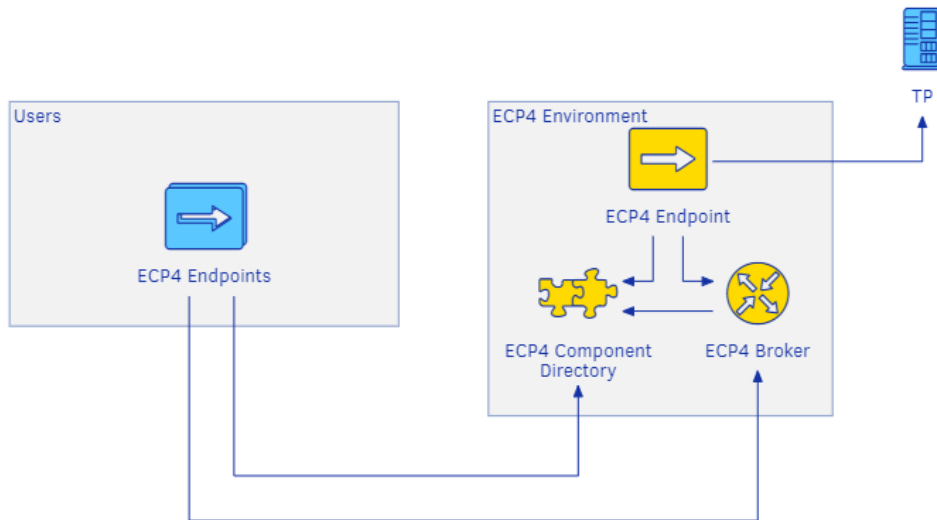 TP
Users
ECP4 Environment
ECP4 Endpoint
ECP4 Endpoints
ECP4 Component
Directory
ECP4 Broker